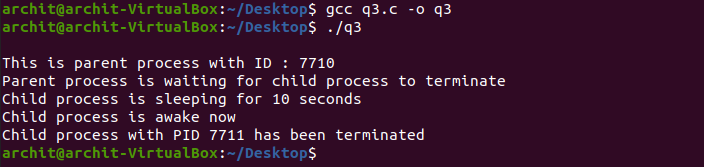 archit@archit-VirtualBox:~/Desktop$ gcc q3.c -o q3
archit@archit-VirtualBox:~/Desktop$ ./q3
This is parent process with ID : 7710
Parent process is waiting for child process to terminate
Child process is sleeping for 10 seconds
Child process is awake now
Child process with PID 7711 has been terminated
archit@archit-VirtualBox:~/Desktop$